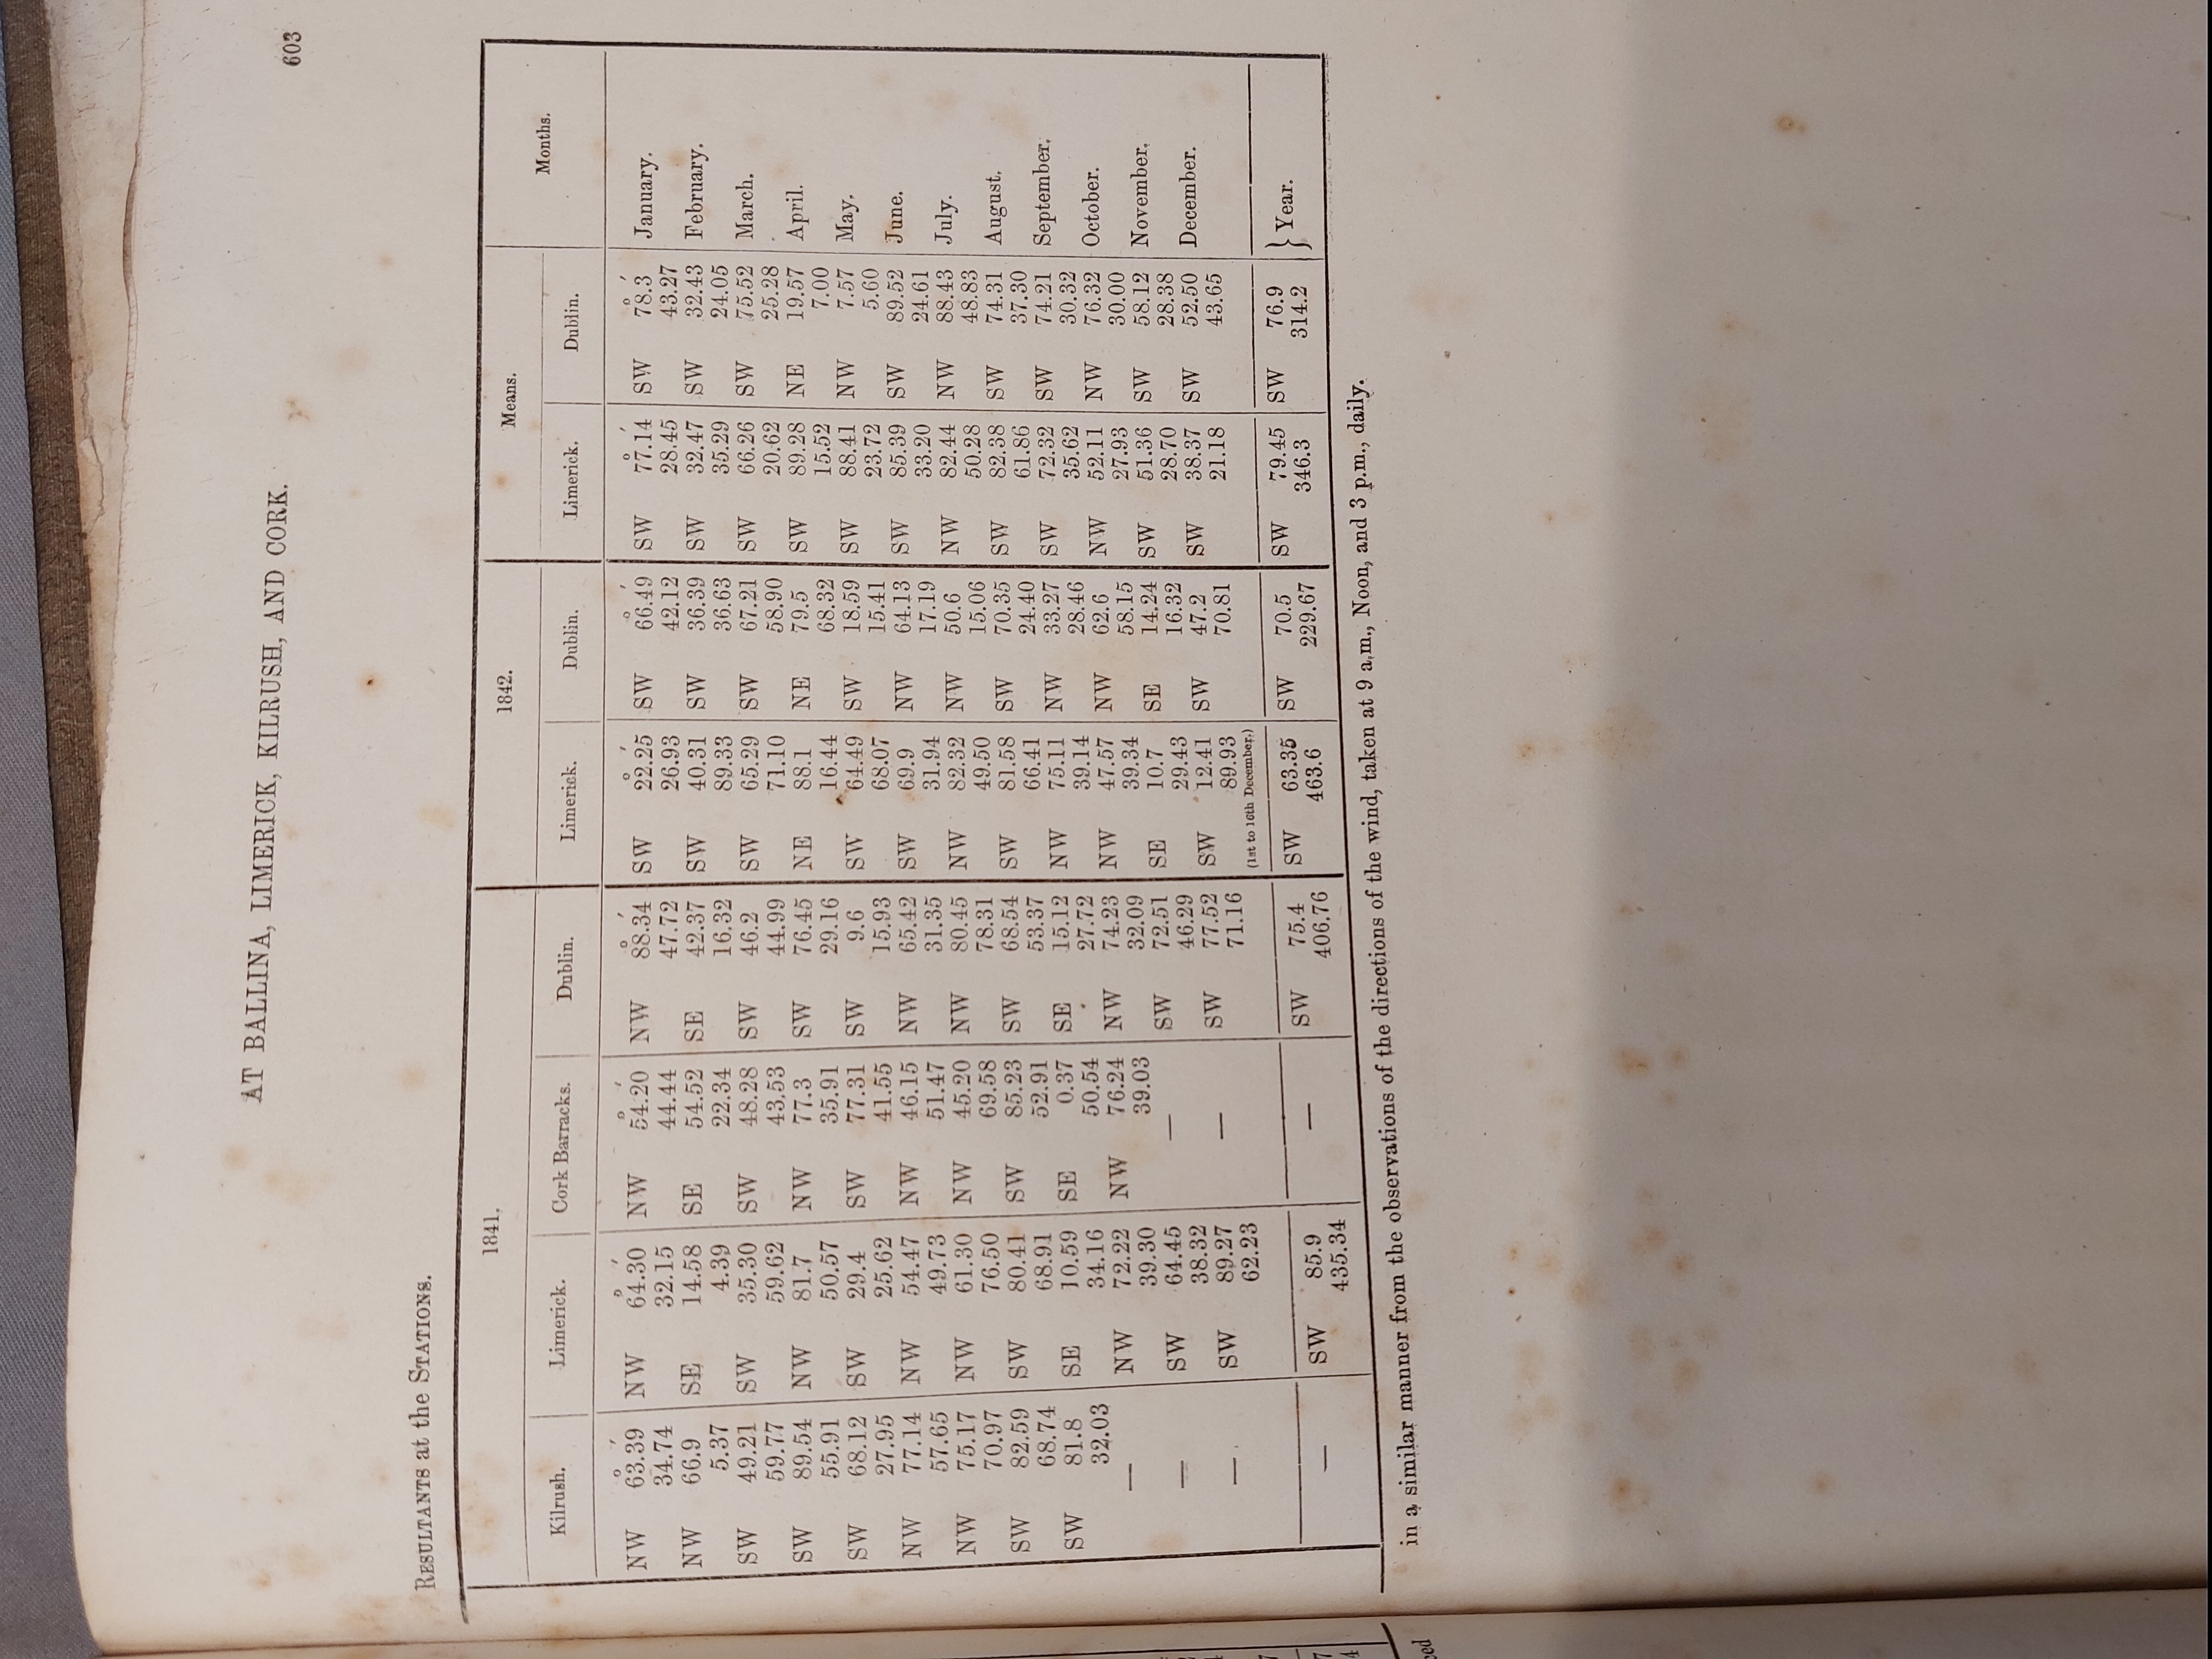 AT BALLINA, LIMERICK, KILRUSH, AND CORK.
603
RESULTANTS at the STATIONS.
1841. 1842. Means. Months.
Kilrush. Limerick. Cork Barracks. Dublin. Limerick. Dublin. Limerick. Dublin.
° ′ ° ′ ° ′ ° ′ ° ′ ° ′ ° ′ ° ′
NW 63.39 NW 64.30 NW 54.20 NW 88.34 SW 22.25 SW 66.49 SW 77.14 SW 78.3 January.
34.74 32.15 44.44 47.72 26.93 42.12 28.45 43.27
NW 66.9 SE 14.58 SE 54.52 SE 42.37 SW 40.31 SW 36.39 SW 32.47 SW 32.43 February.
5.37 4.39 22.34 16.32 89.33 36.63 35.29 24.05
SW 49.21 SW 35.30 SW 48.28 SW 46.2 SW 65.29 SW 67.21 SW 66.26 SW 75.52 March.
59.77 59.62 43.53 44.99 71.10 58.90 20.62 25.28
SW 89.54 NW 81.7 NW 77.3 SW 76.45 NE 88.1 NE 79.5 SW 89.28 NE 19.57 April.
55.91 50.57 35.91 29.16 16.44 68.32 15.52 7.00
SW 68.12 SW 29.4 SW 77.31 SW 9.6 SW 64.49 SW 18.59 SW 88.41 NW 7.57 May.
27.95 25.62 41.55 15.93 68.07 15.41 23.72 5.60
NW 77.14 NW 54.47 NW 46.15 NW 65.42 SW 69.9 NW 64.13 SW 85.39 SW 89.52 June.
57.65 49.73 51.47 31.35 31.94 17.19 33.20 24.61
NW 75.17 NW 61.30 NW 45.20 NW 80.45 NW 82.32 NW 50.6 NW 82.44 NW 88.43 July.
70.97 76.50 69.58 78.31 49.50 15.06 50.28 48.83
SW 82.59 SW 80.41 SW 85.23 SW 68.54 SW 81.58 SW 70.35 SW 82.38 SW 74.31 August.
68.74 68.91 52.91 53.37 66.41 24.40 61.86 37.30
SW 81.8 SE 10.59 SE 0.37 SE 15.12 NW 75.11 NW 33.27 SW 72.32 SW 74.21 September.
32.03 34.16 50.54 27.72 39.14 28.46 35.62 30.32
— NW 72.22 NW 76.24 NW 74.23 NW 47.57 NW 62.6 NW 52.11 NW 76.32 October.
39.30 39.03 32.09 39.34 58.15 27.93 30.00
— SW 64.45 — SW 72.51 SE 10.7 SE 14.24 SW 51.36 SW 58.12 November.
38.32 46.29 29.43 16.32 28.70 28.38
— SW 89.27 — SW 77.52 SW 12.41 SW 47.2 SW 38.37 SW 52.50 December.
62.23 71.16 89.93 70.81 21.18 43.65
(1st to 16th December.)
— SW 85.9 — SW 75.4 SW 63.35 SW 70.5 SW 79.45 SW 76.9 } Year.
435.34 406.76 463.6 229.67 346.3 314.2
in a similar manner from the observations of the directions of the wind, taken at 9 a.m., Noon, and 3 p.m., daily.